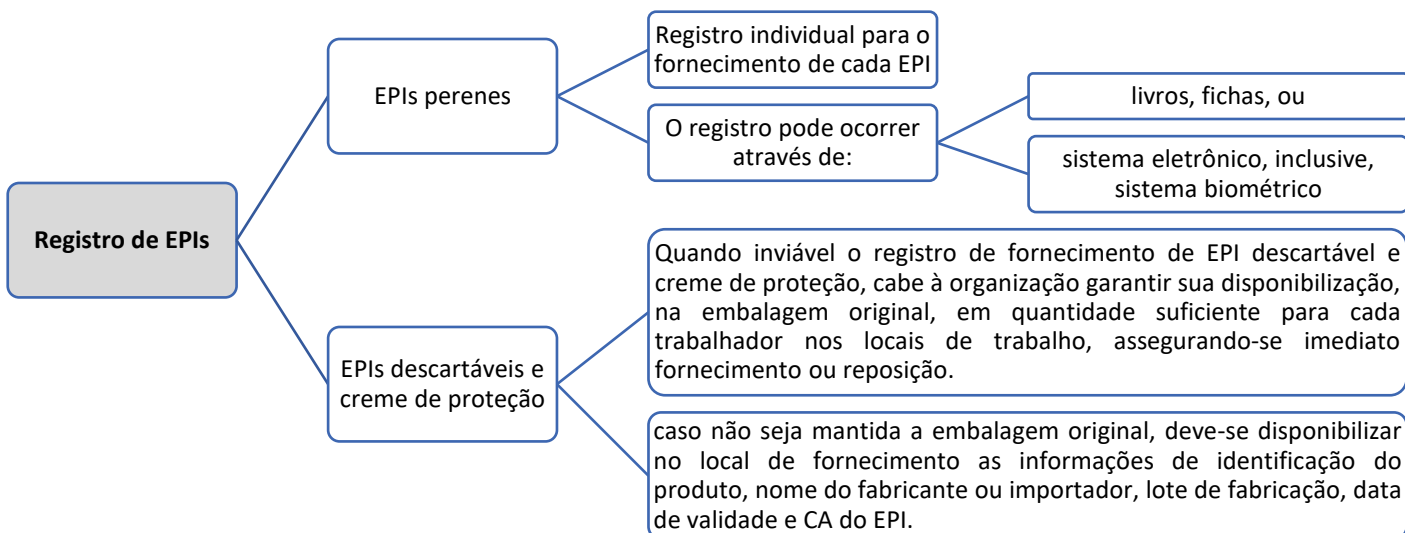 Registro de EPIs
EPIs perenes
Registro individual para o
fornecimento de cada EPI
O registro pode ocorrer
através de:
livros, fichas, ou
sistema eletrônico, inclusive,
sistema biométrico
EPIs descartáveis e
creme de proteção
Quando inviável o registro de fornecimento de EPI descartável e
creme de proteção, cabe à organização garantir sua disponibilização,
na embalagem original, em quantidade suficiente para cada
trabalhador nos locais de trabalho, assegurando-se imediato
fornecimento ou reposição.
caso não seja mantida a embalagem original, deve-se disponibilizar
no local de fornecimento as informações de identificação do
produto, nome do fabricante ou importador, lote de fabricação, data
de validade e CA do EPI.